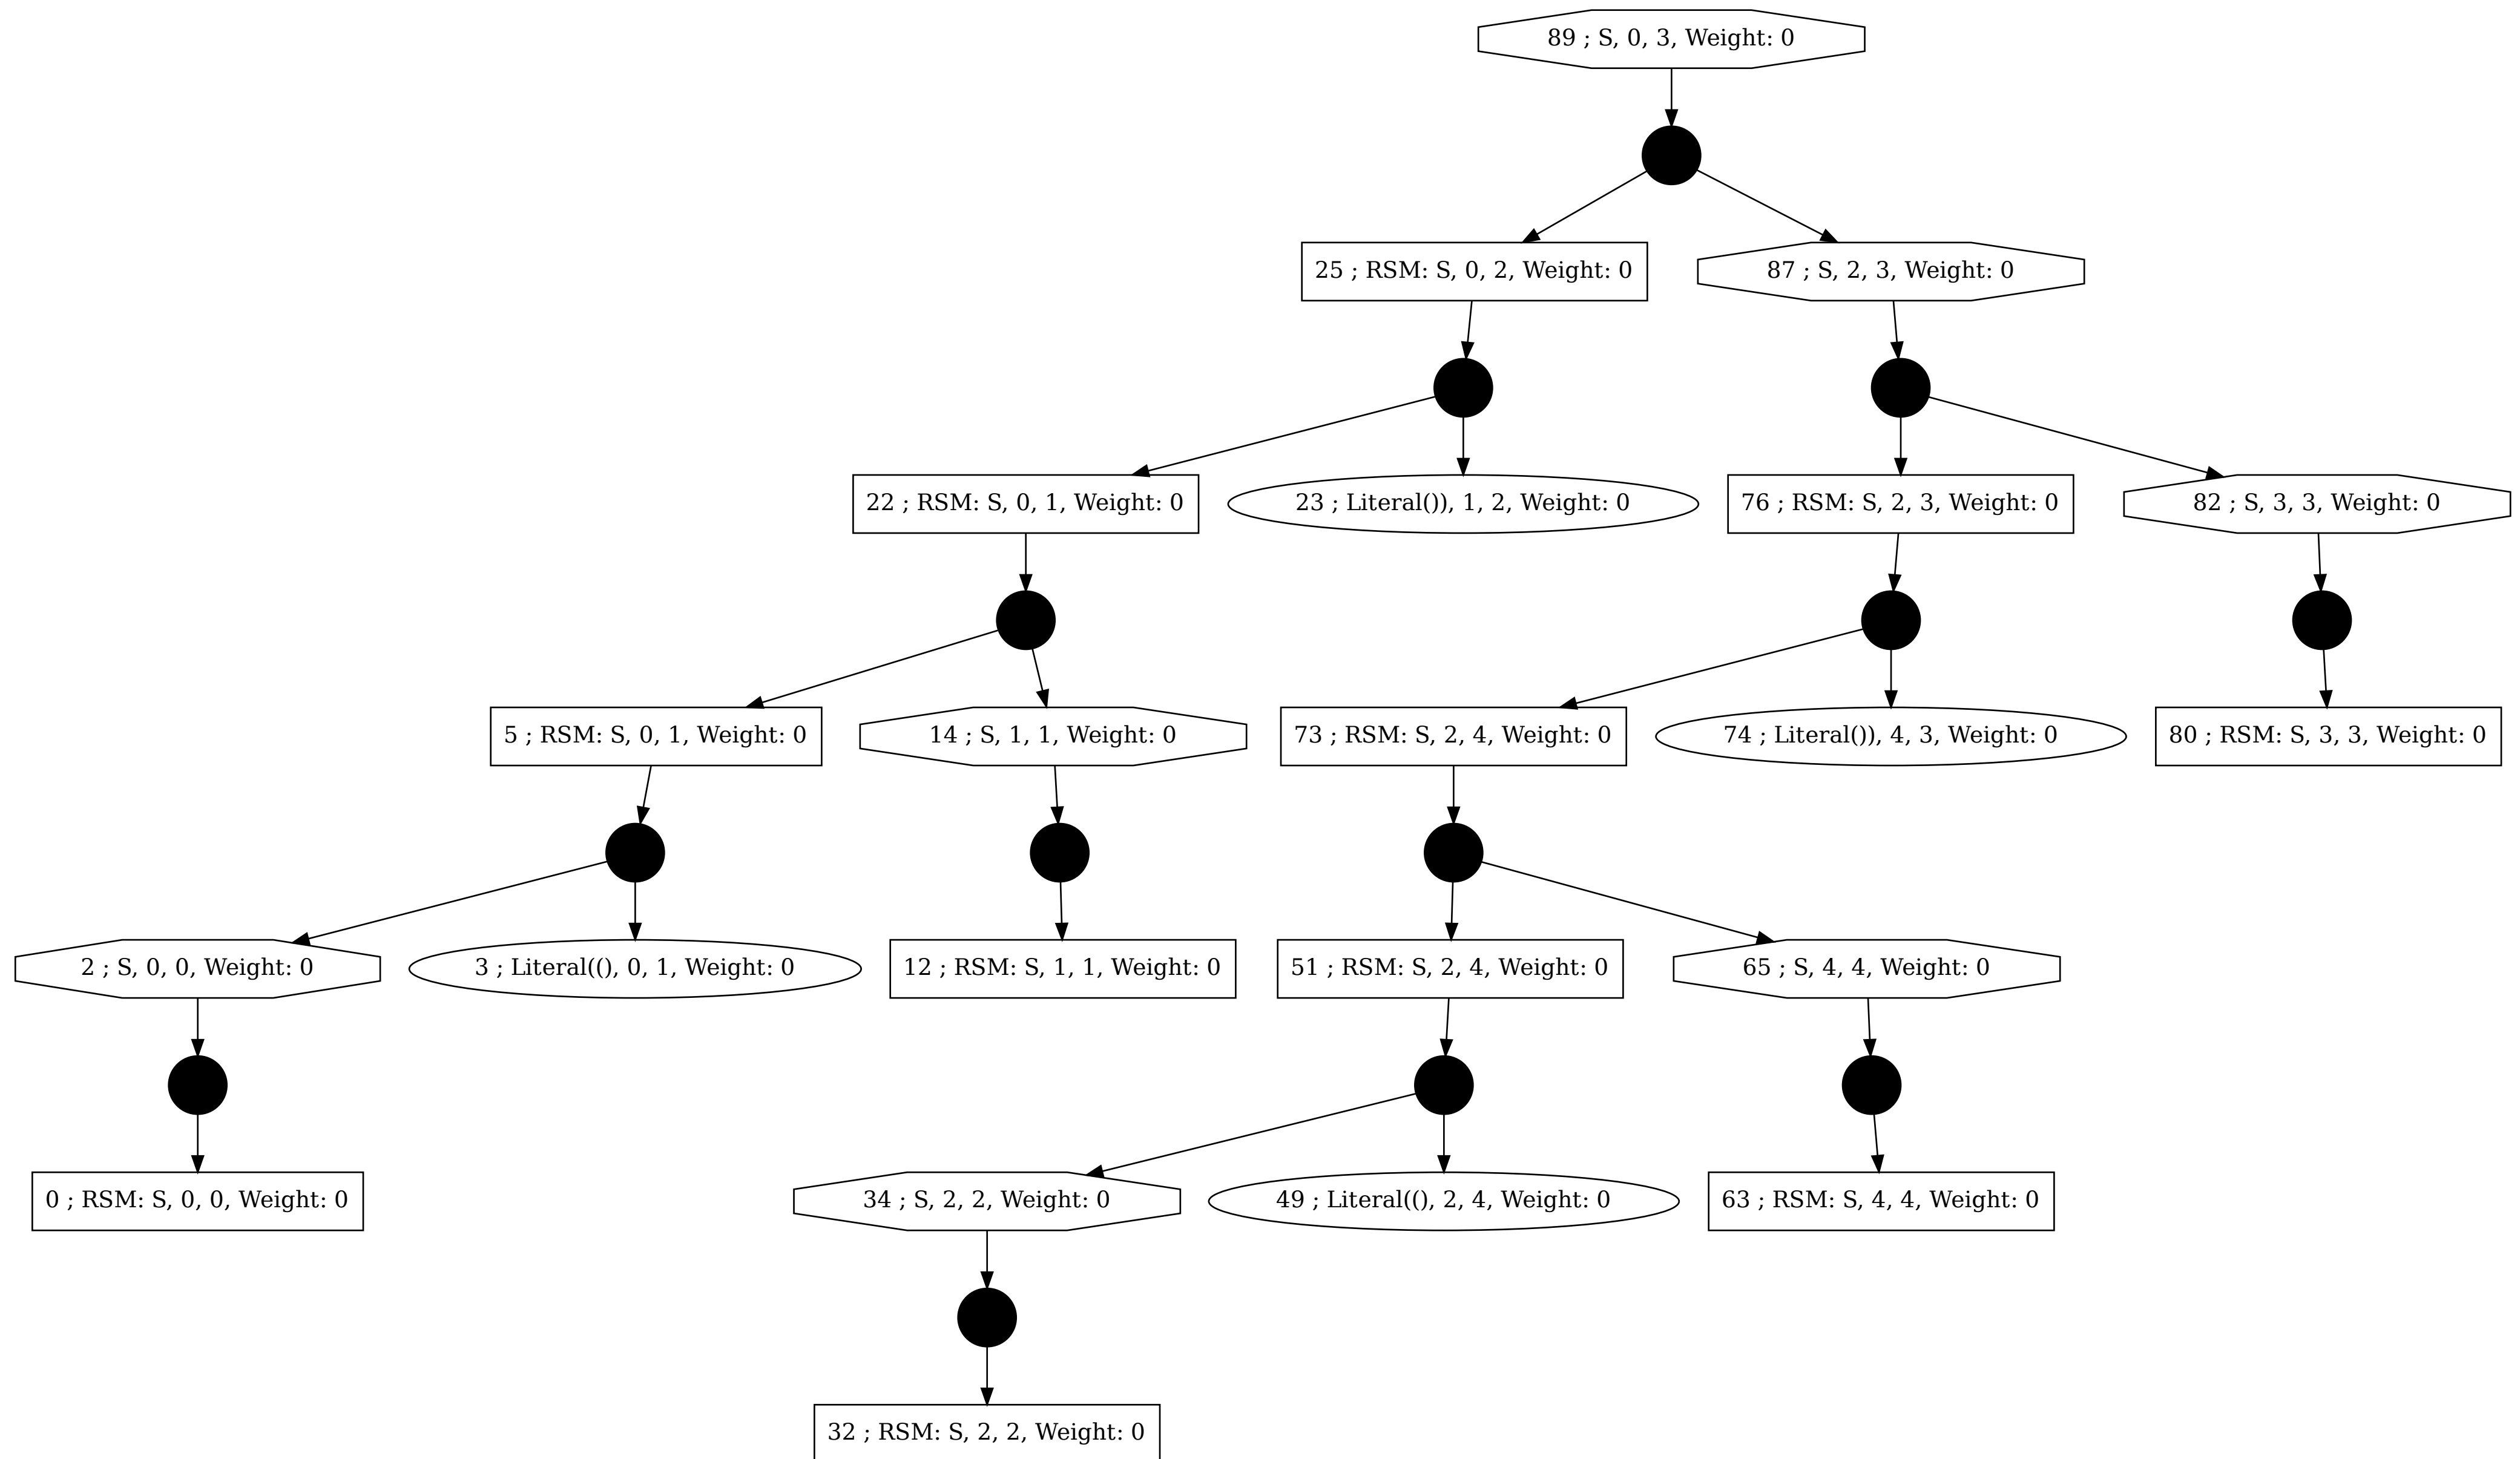 89 ; S, 0, 3, Weight: 0
25 ; RSM: S, 0, 2, Weight: 0
87 ; S, 2, 3, Weight: 0
22 ; RSM: S, 0, 1, Weight: 0
23 ; Literal()), 1, 2, Weight: 0
76 ; RSM: S, 2, 3, Weight: 0
82 ; S, 3, 3, Weight: 0
5 ; RSM: S, 0, 1, Weight: 0
14 ; S, 1, 1, Weight: 0
73 ; RSM: S, 2, 4, Weight: 0
74 ; Literal()), 4, 3, Weight: 0
80 ; RSM: S, 3, 3, Weight: 0
2 ; S, 0, 0, Weight: 0
3 ; Literal((), 0, 1, Weight: 0
12 ; RSM: S, 1, 1, Weight: 0
51 ; RSM: S, 2, 4, Weight: 0
65 ; S, 4, 4, Weight: 0
0 ; RSM: S, 0, 0, Weight: 0
34 ; S, 2, 2, Weight: 0
49 ; Literal((), 2, 4, Weight: 0
63 ; RSM: S, 4, 4, Weight: 0
32 ; RSM: S, 2, 2, Weight: 0